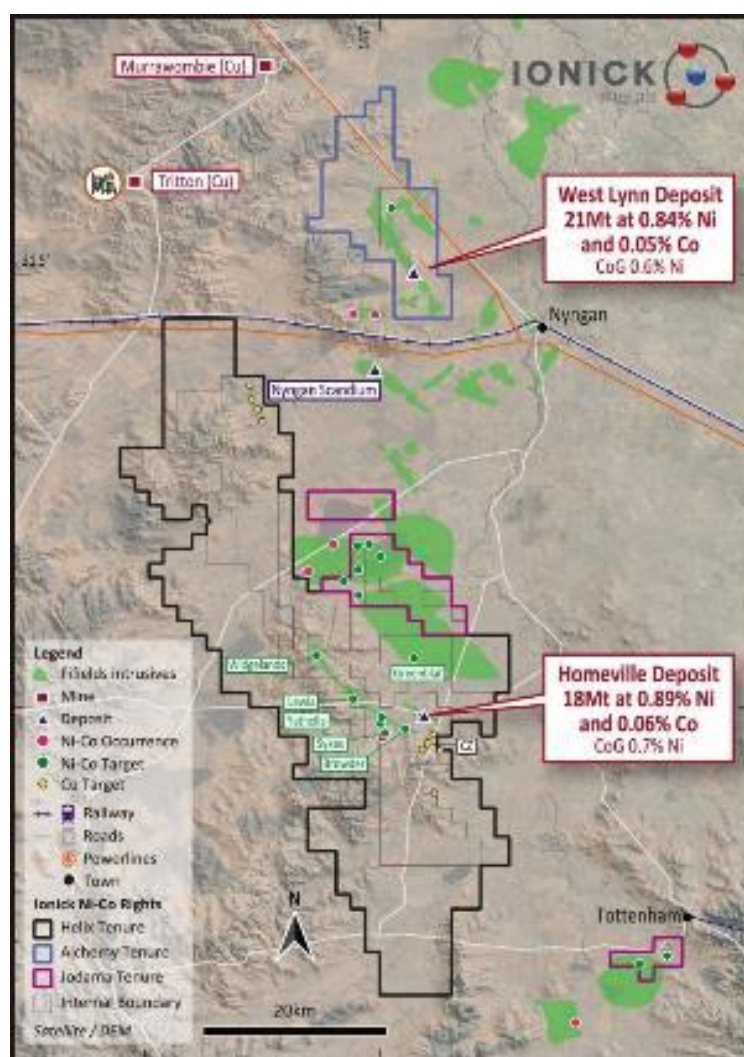 Murrawombie (Cu)
IONICK
Tritton (Cu)
West Lynn Deposit
21Mt at 0.84% Ni
and 0.05% Co
CoG 0.6% Ni
Nyngan
Nyngan Scandium
Legend
Fifields intrusives
Mine
Deposit
Ni-Co Occurrence
Ni-Co Target
Cu Target
Railway
Roads
Powerlines
Town
Ionick Ni-Co Rights
Helix Tenure
Alchemy Tenure
Jodama Tenure
Internal Boundary
Satellite / DEM
Homeville Deposit
18Mt at 0.89% Ni
and 0.06% Co
CoG 0.7% Ni
Sykes
N
20km
Tottenham